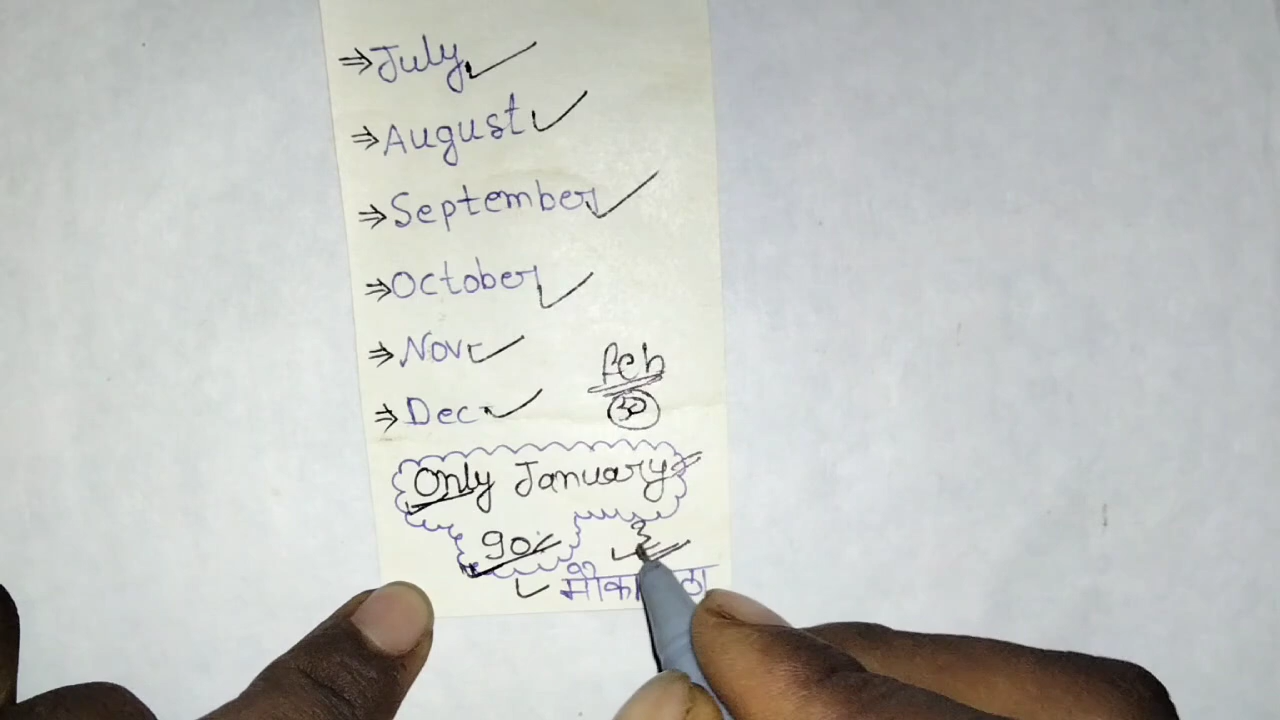 ⇒ July ✓
⇒ August ✓
⇒ September ✓
⇒ October ✓
⇒ Nov ✓
⇒ Dec ✓
Feb
30
Only January
90%
✓